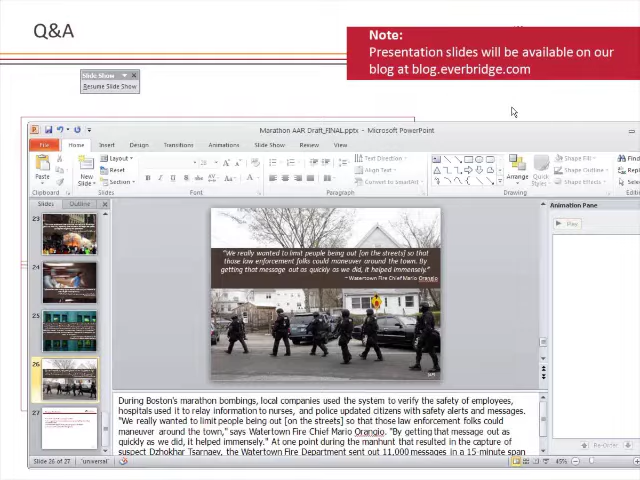 Q&A
Note:
Presentation slides will be available on our
blog at blog.everbridge.com
Slide Show
Resume Slide Show
Marathon AAR Draft_FINAL.pptx - Microsoft PowerPoint
File Home Insert Design Transitions Animations Slide Show Review View
Paste
New
Slide
Layout
Reset
Section
Text Direction
Align Text
Convert to SmartArt
Arrange
Quick
Styles
Shape Fill
Shape Outline
Shape Effects
Find
Select
Clipboard Slides Font Paragraph Drawing
Slides Outline
23
24
25
26
27
"We really wanted to limit people being out [on the streets] so that
those law enforcement folks could maneuver around the town. By
getting that message out as quickly as we did, it helped immensely."
~ Watertown Fire Chief Mario Orangio
Animation Pane
Play
Re-Order
During Boston's marathon bombings, local companies used the system to verify the safety of employees,
hospitals used it to relay information to nurses, and police updated citizens with safety alerts and messages.
"We really wanted to limit people being out [on the streets] so that those law enforcement folks could
maneuver around the town," says Watertown Fire Chief Mario Orangio. "By getting that message out as
quickly as we did, it helped immensely." At one point during the manhunt that resulted in the capture of
suspect Dzhokhar Tsarnaev, the Watertown Fire Department sent out 11,000 messages in a 15-minute span
Slide 26 of 27 "universal"
45%